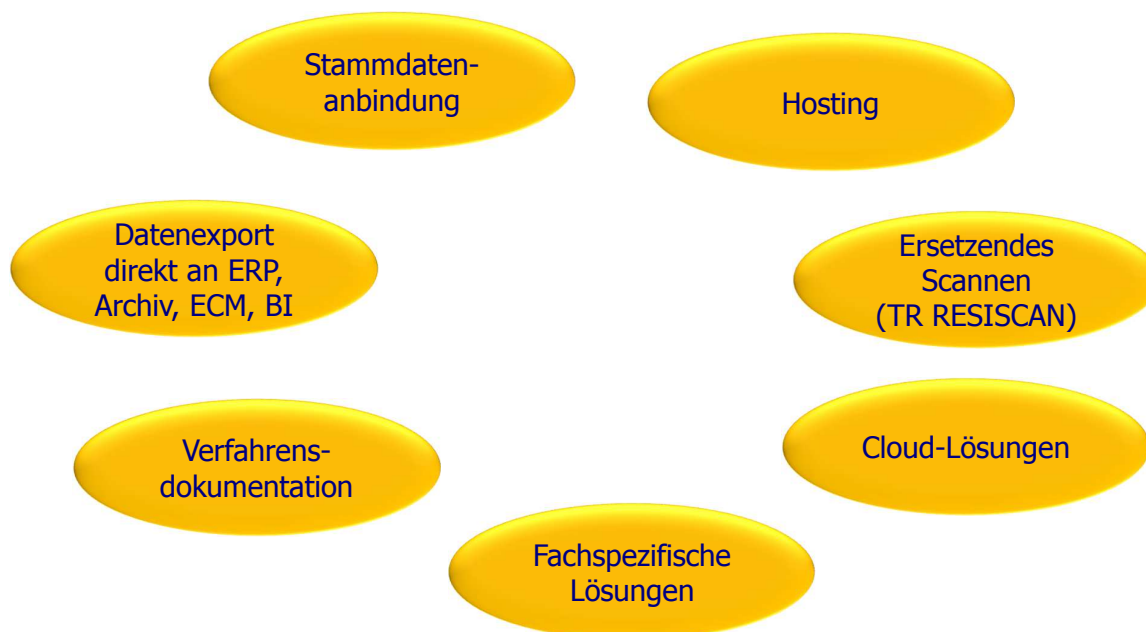 Stammdaten-
anbindung
Hosting
Datenexport
direkt an ERP,
Archiv, ECM, BI
Ersetzendes
Scannen
(TR RESISCAN)
Verfahrens-
dokumentation
Cloud-Lösungen
Fachspezifische
Lösungen